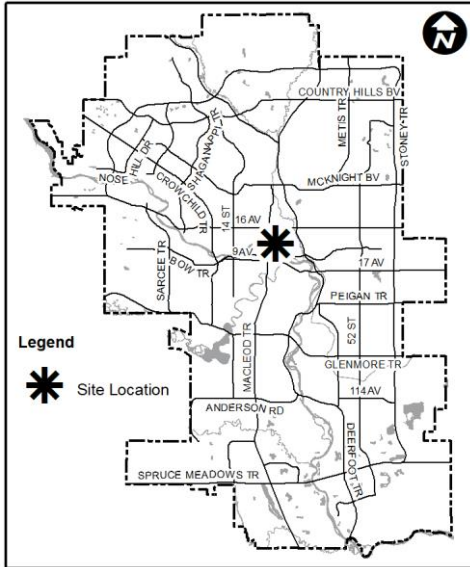 N
COUNTRY HILLS BV
METIS TR
STONEY TR
SHAGANAPPI TR
NOSE HILL DR
CROWCHILD TR
MCKNIGHT BV
14 ST
16 AV
9 AV
17 AV
SARCEE TR
BOW TR
PEIGAN TR
Legend
Site Location
MACLEOD TR
52 ST
GLENMORE TR
114 AV
ANDERSON RD
DEERFOOT TR
SPRUCE MEADOWS TR